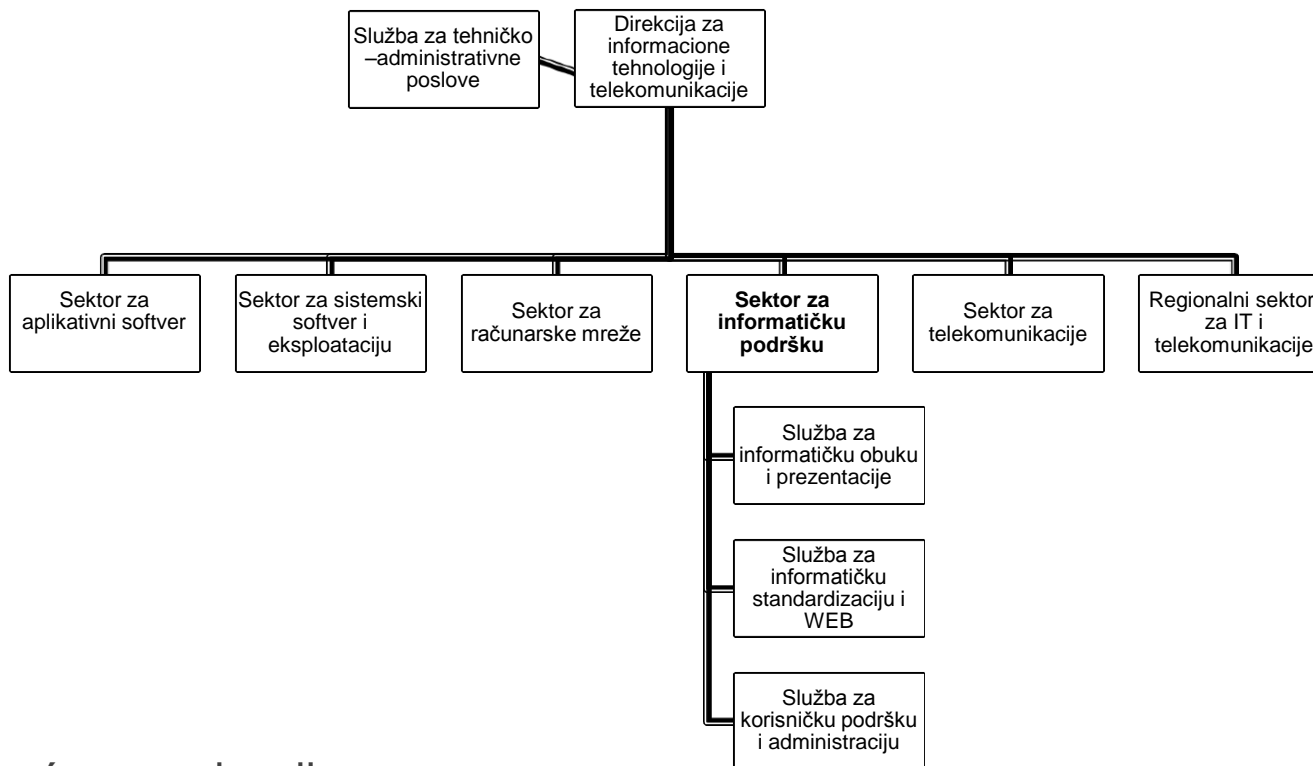 Služba za tehničko
–administrativne
poslove
Direkcija za
informacione
tehnologije i
telekomunikacije
Sektor za
aplikativni softver
Sektor za sistemski
softver i
eksploataciju
Sektor za
računarske mreže
Sektor za
informatičku
podršku
Sektor za
telekomunikacije
Regionalni sektor
za IT i
telekomunikacije
Služba za
informatičku obuku
i prezentacije
Služba za
informatičku
standardizaciju i
WEB
Služba za
korisničku podršku
i administraciju